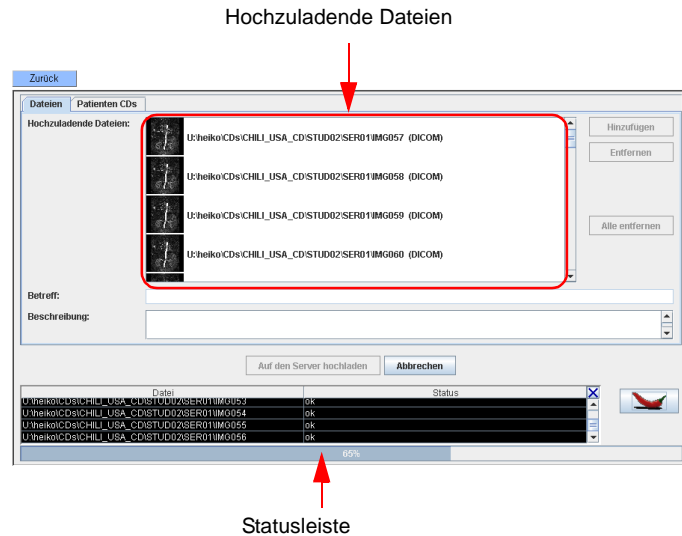 Hochzuladende Dateien
Zurück
Dateien Patienten CDs
Hochzuladende Dateien:
U:\heiko\CDs\CHILI_USA_CD\STUD02\SER01\IMG057 (DICOM)
Hinzufügen
Entfernen
U:\heiko\CDs\CHILI_USA_CD\STUD02\SER01\IMG058 (DICOM)
U:\heiko\CDs\CHILI_USA_CD\STUD02\SER01\IMG059 (DICOM)
Alle entfernen
U:\heiko\CDs\CHILI_USA_CD\STUD02\SER01\IMG060 (DICOM)
Betreff:
Beschreibung:
Auf den Server hochladen Abbrechen
Datei Status
U:\heiko\CDs\CHILI_USA_CD\STUD02\SER01\IMG053 ok
U:\heiko\CDs\CHILI_USA_CD\STUD02\SER01\IMG054 ok
U:\heiko\CDs\CHILI_USA_CD\STUD02\SER01\IMG055 ok
U:\heiko\CDs\CHILI_USA_CD\STUD02\SER01\IMG056 ok
65%
Statusleiste